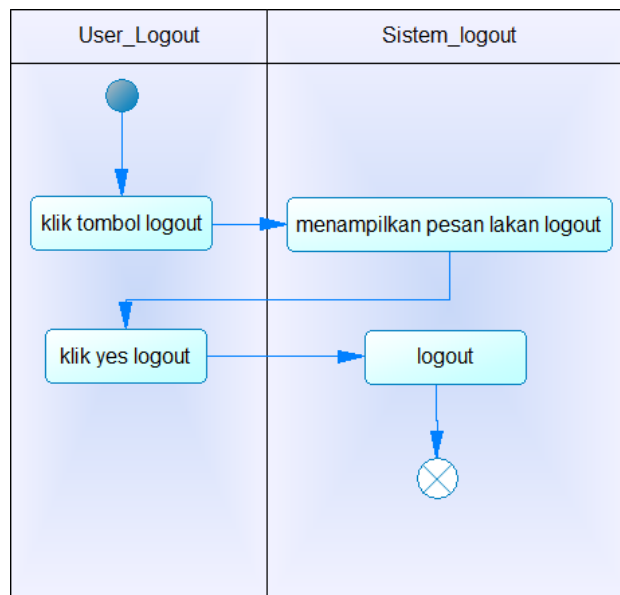 User_Logout
Sistem_logout
klik tombol logout
menampilkan pesan lakan logout
klik yes logout
logout